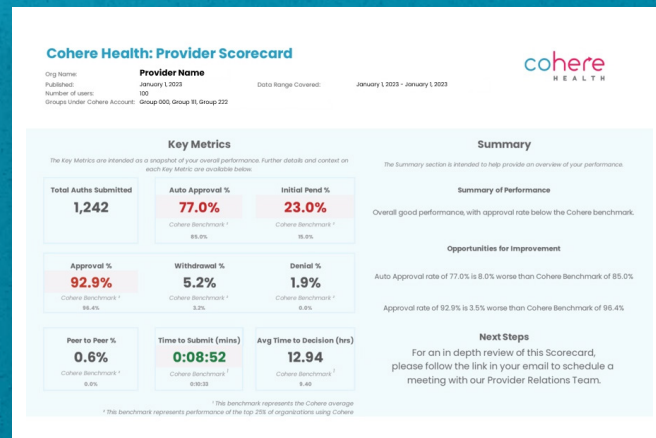 Cohere Health: Provider Scorecard
cohere
HEALTH
Org Name: Provider Name
Published: January 1, 2023 Data Range Covered: January 1, 2023 - January 1, 2023
Number of users: 100
Groups Under Cohere Account: Group 000, Group 111, Group 222
Key Metrics
The Key Metrics are intended as a snapshot of your overall performance. Further details and context on
each Key Metric are available below.
Total Auths Submitted
1,242
Auto Approval %
77.0%
Cohere Benchmark ¹
85.0%
Initial Pend %
23.0%
Cohere Benchmark ¹
15.0%
Approval %
92.9%
Cohere Benchmark ¹
96.4%
Withdrawal %
5.2%
Cohere Benchmark ¹
3.2%
Denial %
1.9%
Cohere Benchmark ¹
Peer to Peer %
0.6%
Cohere Benchmark ¹
0.0%
Time to Submit (mins)
0:08:52
Cohere Benchmark
0:10:33
Avg Time to Decision (hrs)
12.94
Cohere Benchmark
9.40
¹ This benchmark represents the Cohere average
This benchmark represents performance of the top 25% of organizations using Cohere
Summary
The Summary section is intended to help provide an overview of your performance.
Summary of Performance
Overall good performance, with approval rate below the Cohere benchmark.
Opportunities for Improvement
Auto Approval rate of 77.0% is 8.0% worse than Cohere Benchmark of 85.0%
Approval rate of 92.9% is 3.5% worse than Cohere Benchmark of 96.4%
Next Steps
For an in depth review of this Scorecard,
please follow the link in your email to schedule a
meeting with our Provider Relations Team.